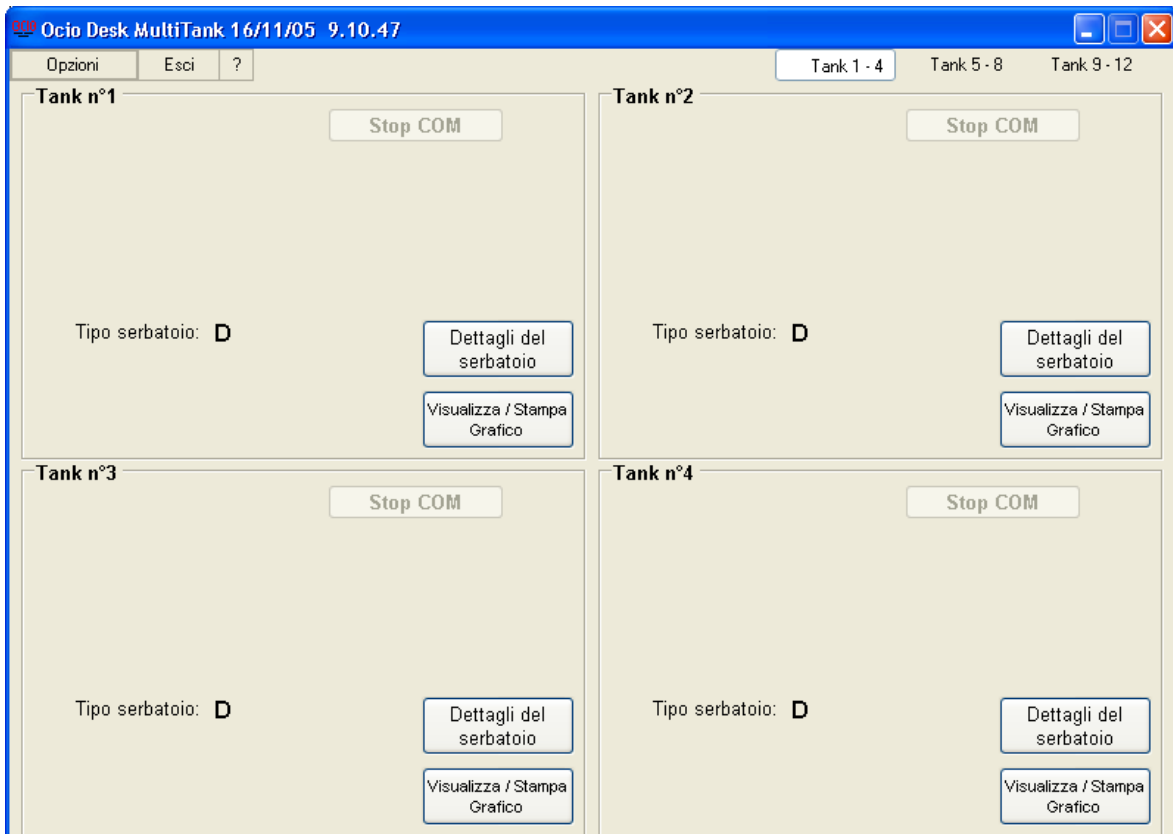 OCIO Ocio Desk MultiTank 16/11/05 9.10.47
Opzioni Esci ? Tank 1 - 4 Tank 5 - 8 Tank 9 - 12
Tank n°1
Stop COM
Tipo serbatoio: D
Dettagli del
serbatoio
Visualizza / Stampa
Grafico
Tank n°2
Stop COM
Tipo serbatoio: D
Dettagli del
serbatoio
Visualizza / Stampa
Grafico
Tank n°3
Stop COM
Tipo serbatoio: D
Dettagli del
serbatoio
Visualizza / Stampa
Grafico
Tank n°4
Stop COM
Tipo serbatoio: D
Dettagli del
serbatoio
Visualizza / Stampa
Grafico